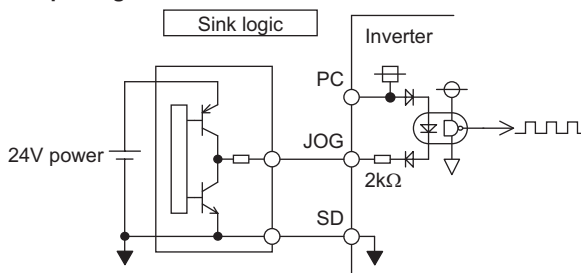 Sink logic
Inverter
PC
24V power
JOG
2kΩ
SD